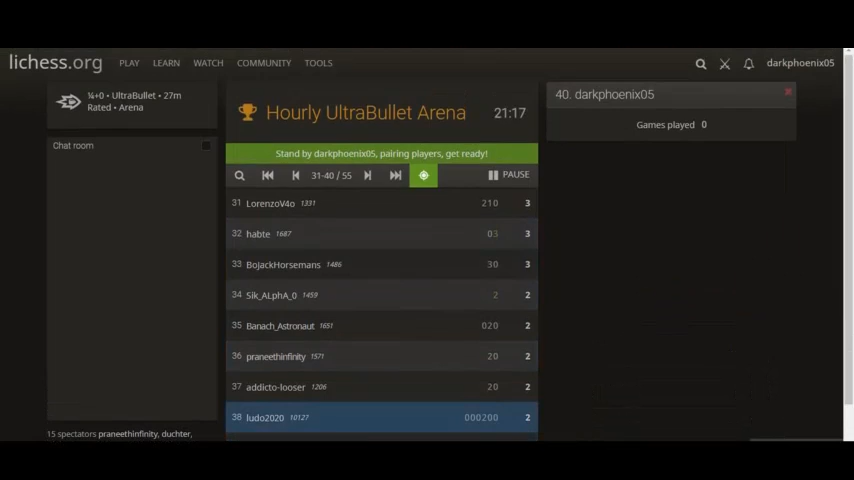 lichess.org PLAY LEARN WATCH COMMUNITY TOOLS darkphoenix05
¼+0 • UltraBullet • 27m
Rated • Arena
Chat room
15 spectators praneethinfinity, duchter,
Hourly UltraBullet Arena 21:17
Stand by darkphoenix05, pairing players, get ready!
31-40 / 55 PAUSE
31 LorenzoV4o 1331 210 3
32 habte 1687 03 3
33 BoJackHorsemans 1486 30 3
34 Sik_ALphA_0 1459 2 2
35 Banach_Astronaut 1651 020 2
36 praneethinfinity 1571 20 2
37 addicto-looser 1206 20 2
38 ludo2020 10127 000200 2
40. darkphoenix05
Games played 0